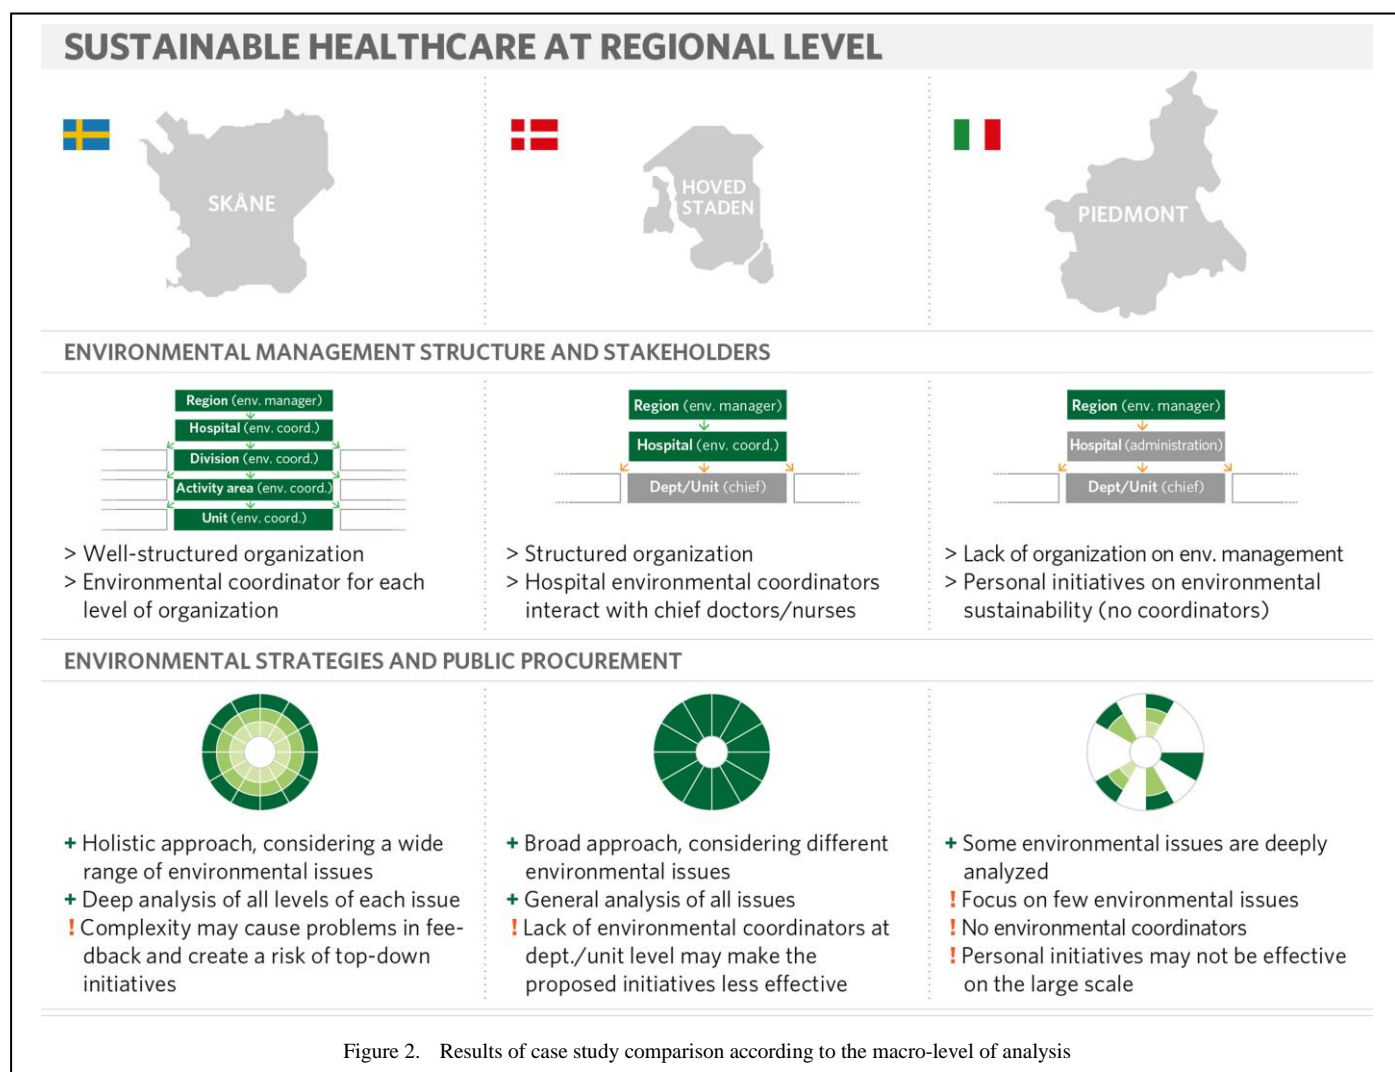 SUSTAINABLE HEALTHCARE AT REGIONAL LEVEL
SKÅNE
HOVED
STADEN
PIEDMONT
ENVIRONMENTAL MANAGEMENT STRUCTURE AND STAKEHOLDERS
Region (env. manager)
Hospital (env. coord.)
Division (env. coord.)
Activity area (env. coord.)
Unit (env. coord.)
> Well-structured organization
> Environmental coordinator for each
level of organization
Region (env. manager)
Hospital (env. coord.)
Dept/Unit (chief)
> Structured organization
> Hospital environmental coordinators
interact with chief doctors/nurses
Region (env. manager)
Hospital (administration)
Dept/Unit (chief)
> Lack of organization on env. management
> Personal initiatives on environmental
sustainability (no coordinators)
ENVIRONMENTAL STRATEGIES AND PUBLIC PROCUREMENT
+ Holistic approach, considering a wide
range of environmental issues
+ Deep analysis of all levels of each issue
! Complexity may cause problems in fee-
dback and create a risk of top-down
initiatives
+ Broad approach, considering different
environmental issues
+ General analysis of all issues
! Lack of environmental coordinators at
dept./unit level may make the
proposed initiatives less effective
+ Some environmental issues are deeply
analyzed
! Focus on few environmental issues
! No environmental coordinators
! Personal initiatives may not be effective
on the large scale
Figure 2. Results of case study comparison according to the macro-level of analysis